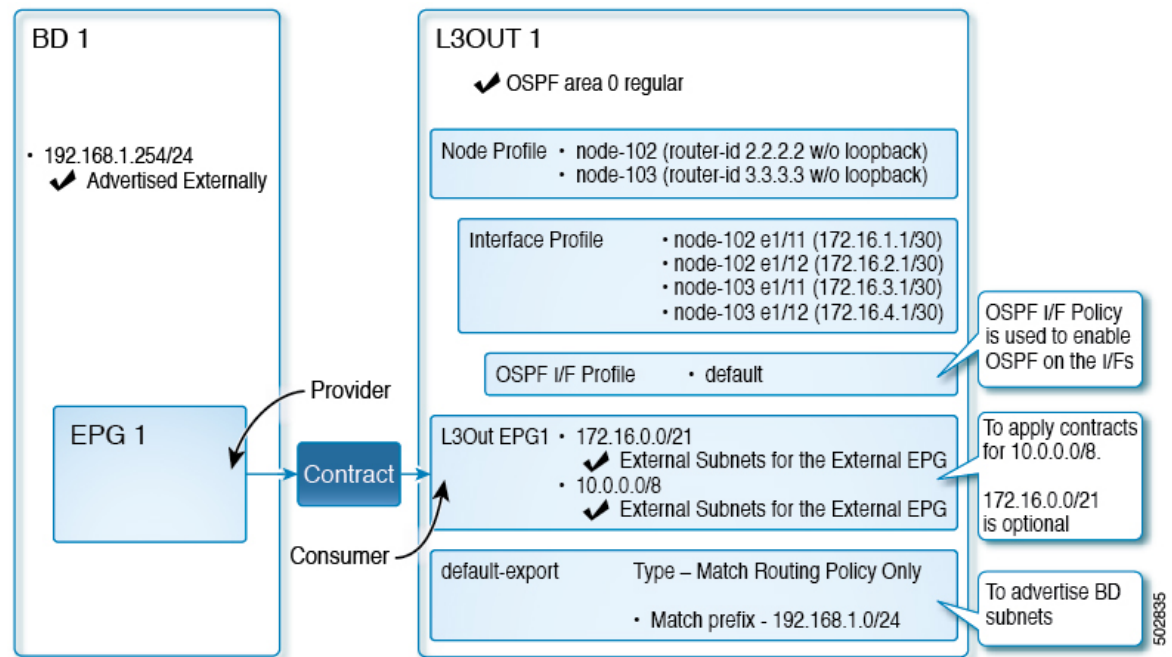 BD 1
• 192.168.1.254/24
✔ Advertised Externally
EPG 1
Provider
Contract
Consumer
L3OUT 1
✔ OSPF area 0 regular
Node Profile • node-102 (router-id 2.2.2.2 w/o loopback)
• node-103 (router-id 3.3.3.3 w/o loopback)
Interface Profile • node-102 e1/11 (172.16.1.1/30)
• node-102 e1/12 (172.16.2.1/30)
• node-103 e1/11 (172.16.3.1/30)
• node-103 e1/12 (172.16.4.1/30)
OSPF I/F Profile • default
OSPF I/F Policy
is used to enable
OSPF on the I/Fs
L3Out EPG1 • 172.16.0.0/21
✔ External Subnets for the External EPG
• 10.0.0.0/8
✔ External Subnets for the External EPG
To apply contracts
for 10.0.0.0/8.
172.16.0.0/21
is optional
default-export Type – Match Routing Policy Only
• Match prefix - 192.168.1.0/24
To advertise BD
subnets
502835